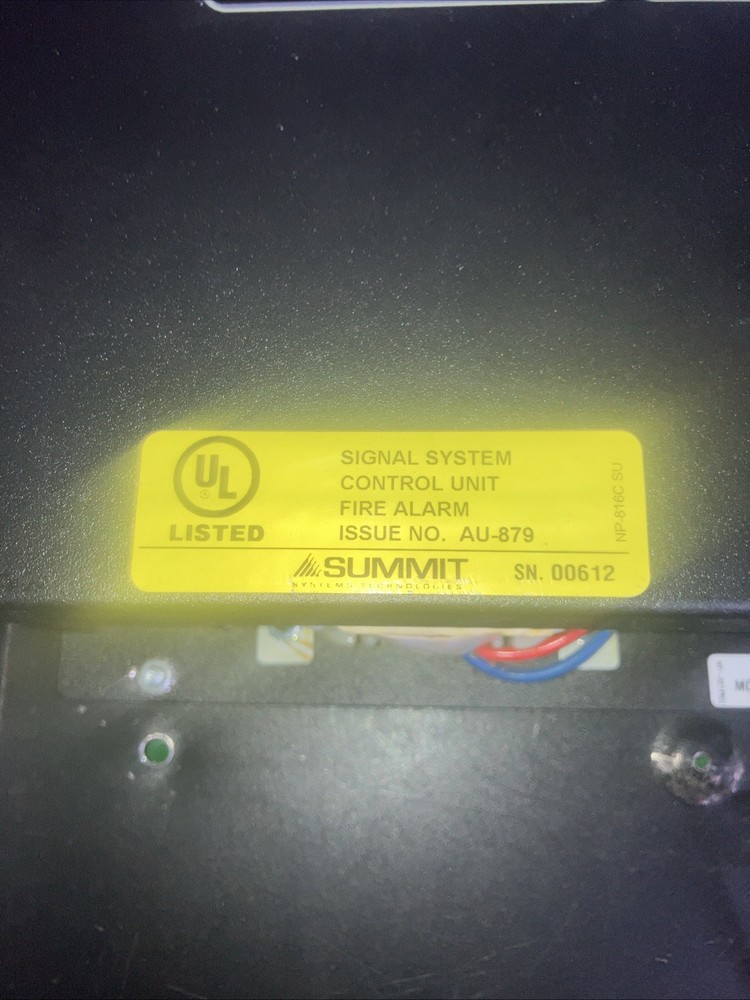 UL
®
LISTED
SIGNAL SYSTEM
CONTROL UNIT
FIRE ALARM
ISSUE NO. AU-879
NP-816C SU
SUMMIT
SYSTEMS TECHNOLOGIES
SN. 00612